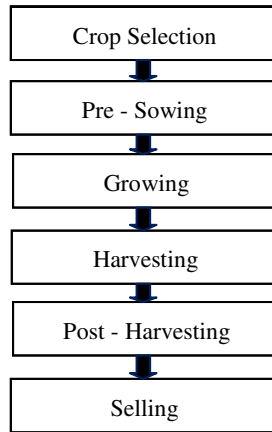 Crop Selection
Pre - Sowing
Growing
Harvesting
Post - Harvesting
Selling